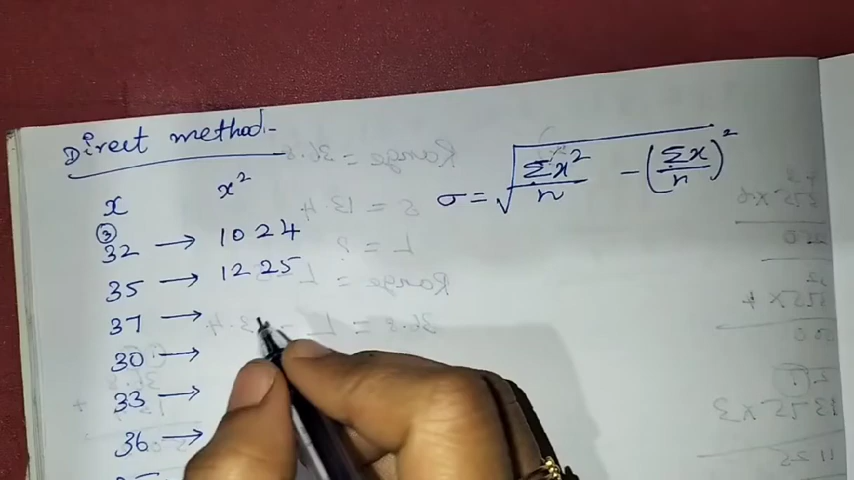 Direct method:-
x x²
③
32 → 1024
35 → 1225
37 →
30 →
33 →
36 →
σ = √(Σx²/n - (Σx/n)²)